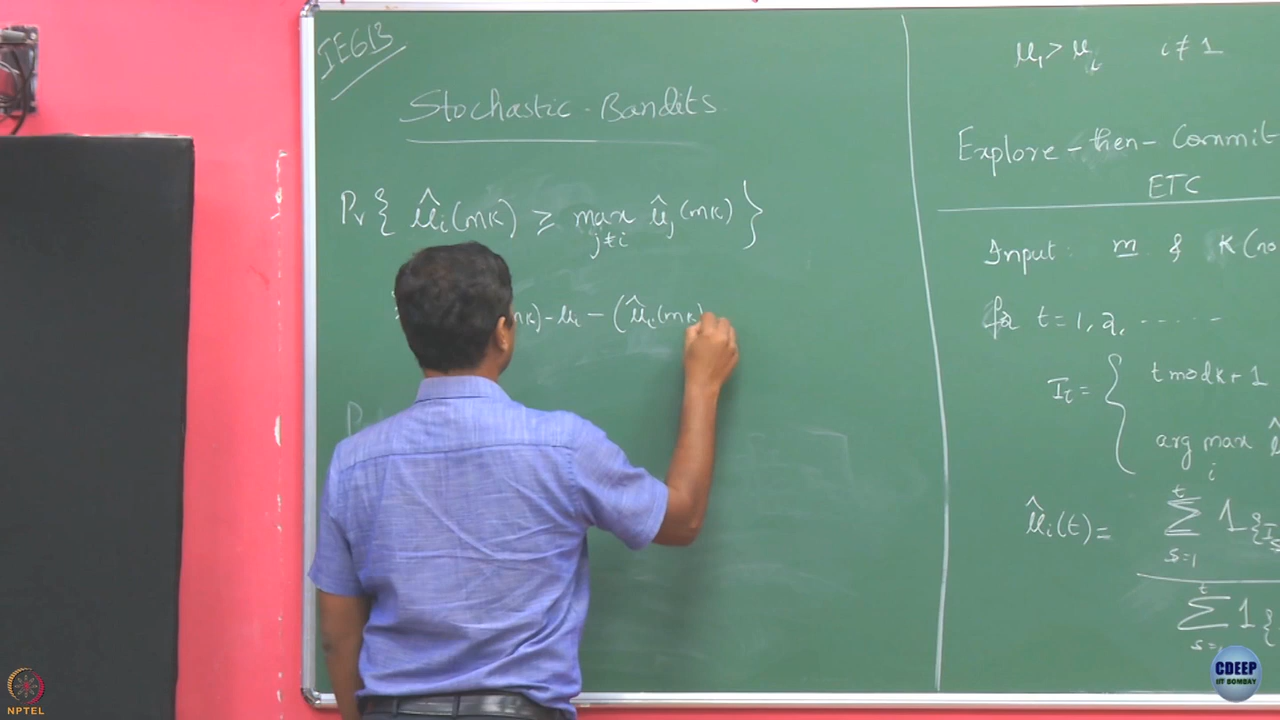 IE613
Stochastic-Bandits
Pr{ μ̂i(mK) ≥ max j≠i μ̂j(mK) }
mK) - μi - (μ̂i(mK)
μ1 > μi i≠1
Explore-then-Commit
ETC
Input: m & K
for t=1,2,......
It = { t mod K+1
arg max i
μ̂i(t) = Σ t s=1 1{Is
Σ t s=1 1{
NPTEL
CDEEP
IIT BOMBAY